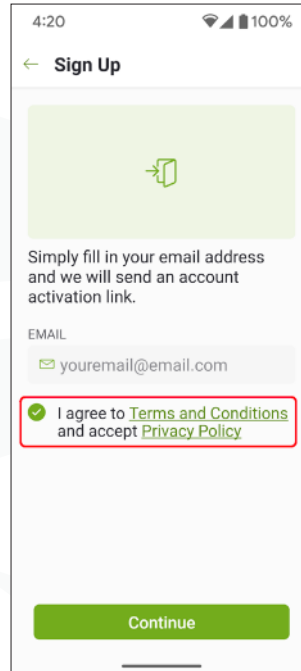 4:20 100%
Sign Up
Simply fill in your email address
and we will send an account
activation link.
EMAIL
youremail@email.com
I agree to Terms and Conditions
and accept Privacy Policy
Continue